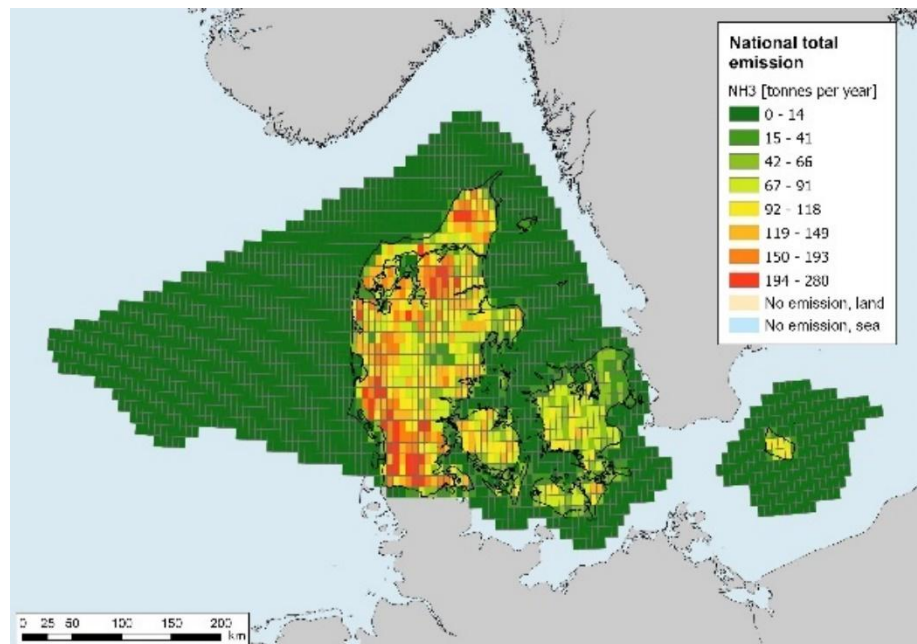 National total
emission
NH3 [tonnes per year]
0 - 14
15 - 41
42 - 66
67 - 91
92 - 118
119 - 149
150 - 193
194 - 280
No emission, land
No emission, sea
0 25 50 100 150 200
km